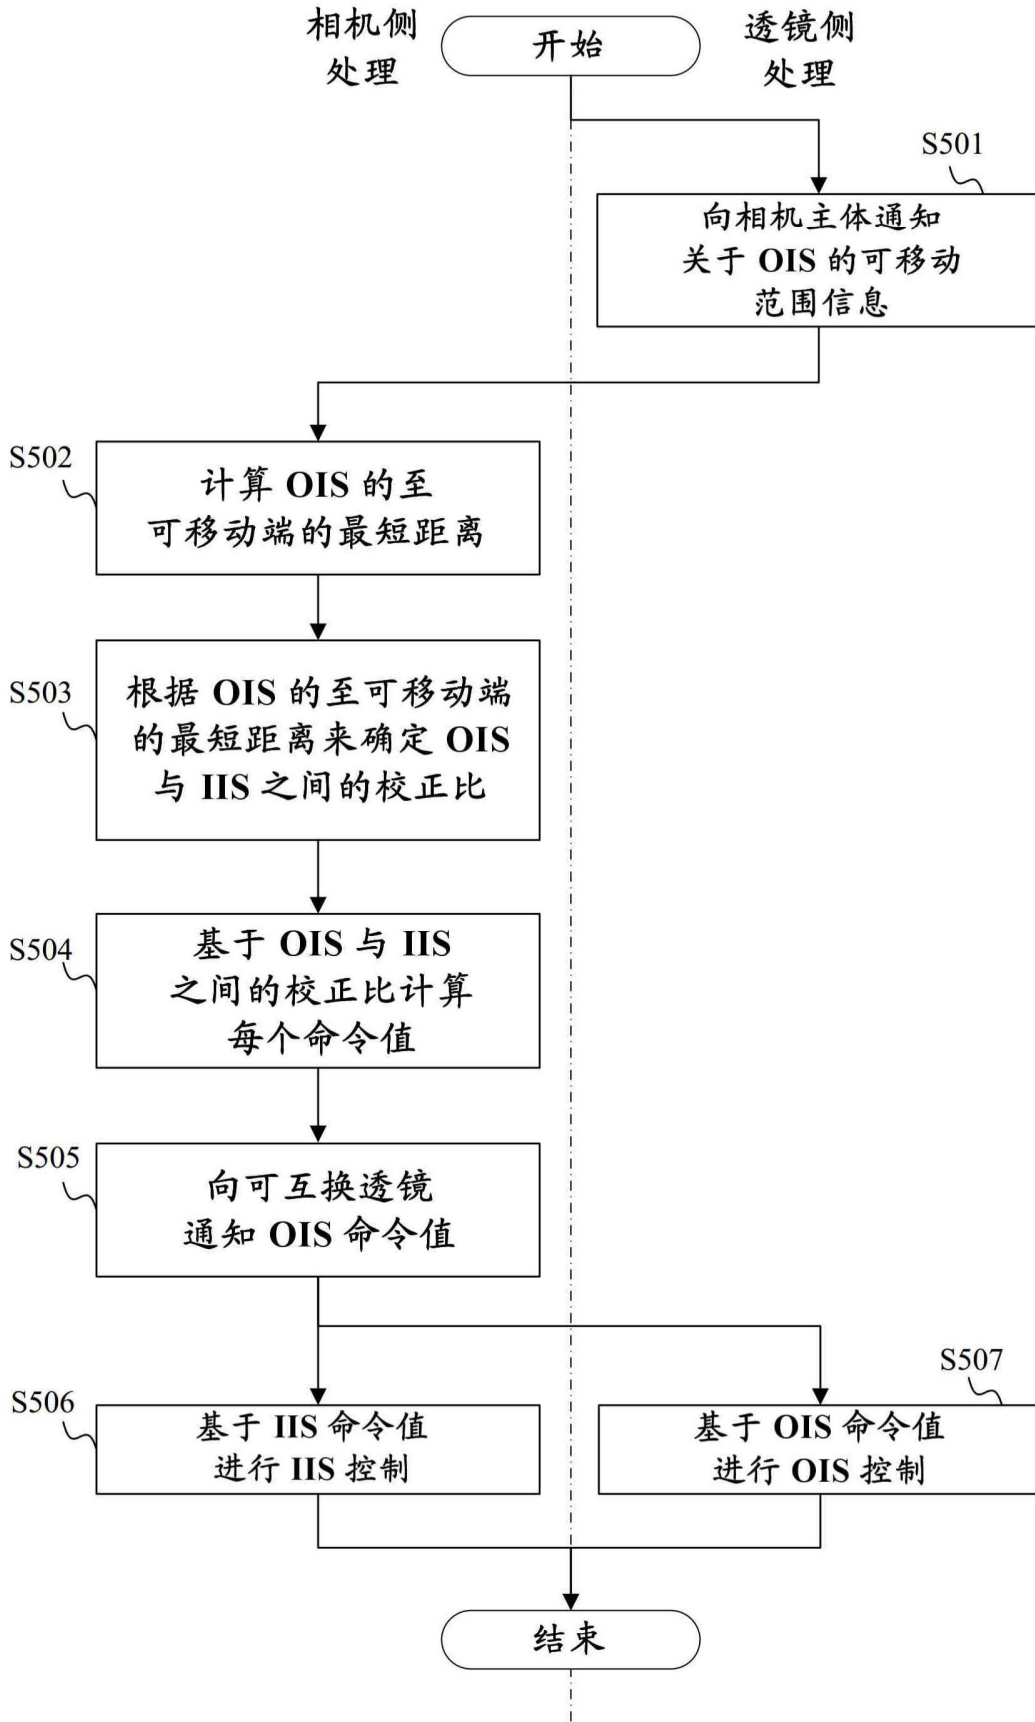 相机侧
处理
开始
透镜侧
处理
S501
向相机主体通知
关于 OIS 的可移动
范围信息
S502
计算 OIS 的至
可移动端的最短距离
S503
根据 OIS 的至可移动端
的最短距离来确定 OIS
与 IIS 之间的校正比
S504
基于 OIS 与 IIS
之间的校正比计算
每个命令值
S505
向可互换透镜
通知 OIS 命令值
S506
基于 IIS 命令值
进行 IIS 控制
S507
基于 OIS 命令值
进行 OIS 控制
结束